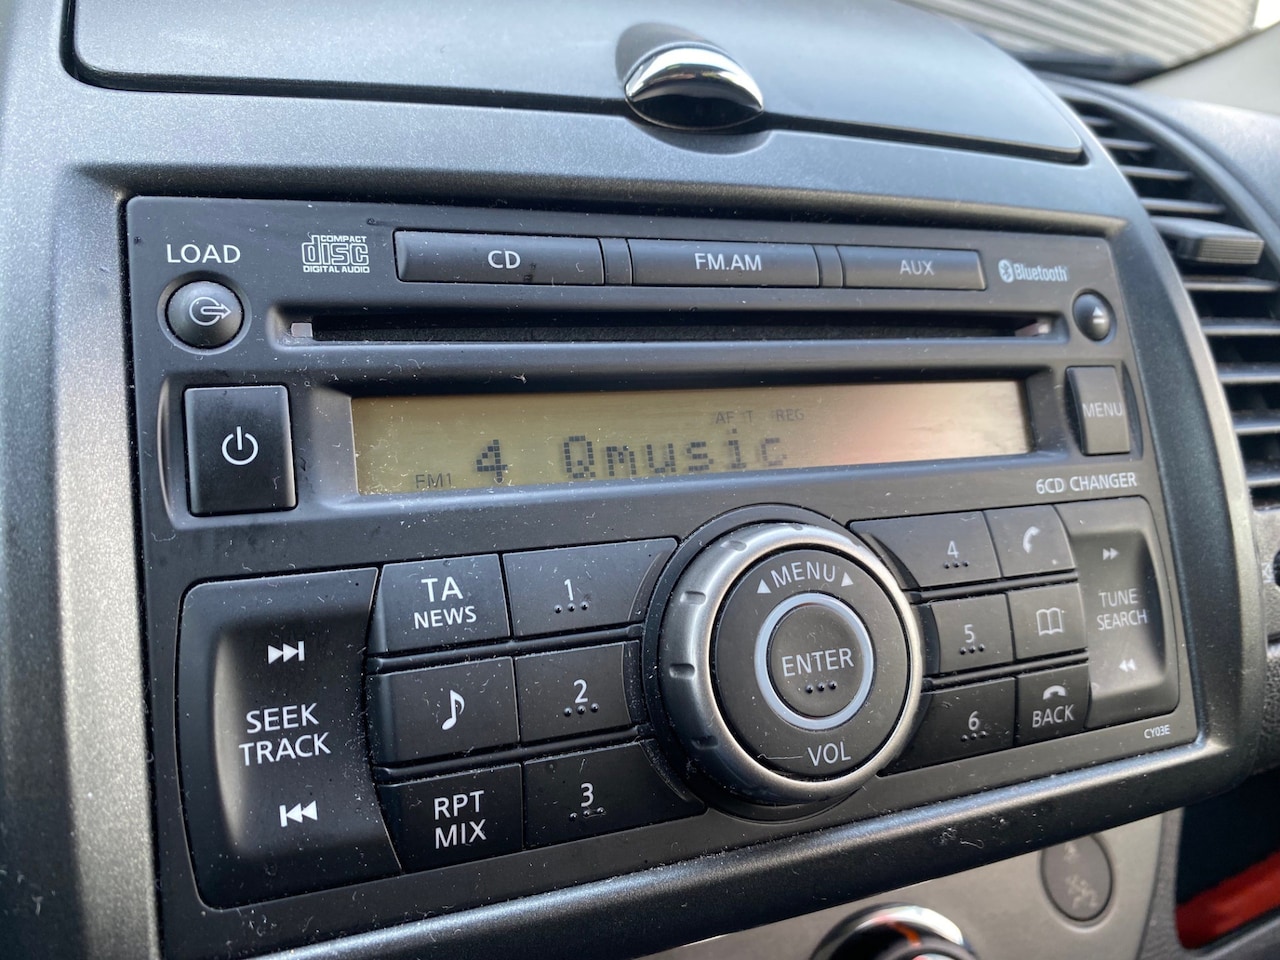 LOAD
COMPACT
disc
DIGITAL AUDIO
CD
FM.AM
AUX
Bluetooth
AF T REG
FM1 4 Qmusic
MENU
6CD CHANGER
SEEK
TRACK
TA
NEWS
RPT
MIX
1
2
3
MENU
ENTER
VOL
4
5
6
BACK
TUNE
SEARCH
CY03E